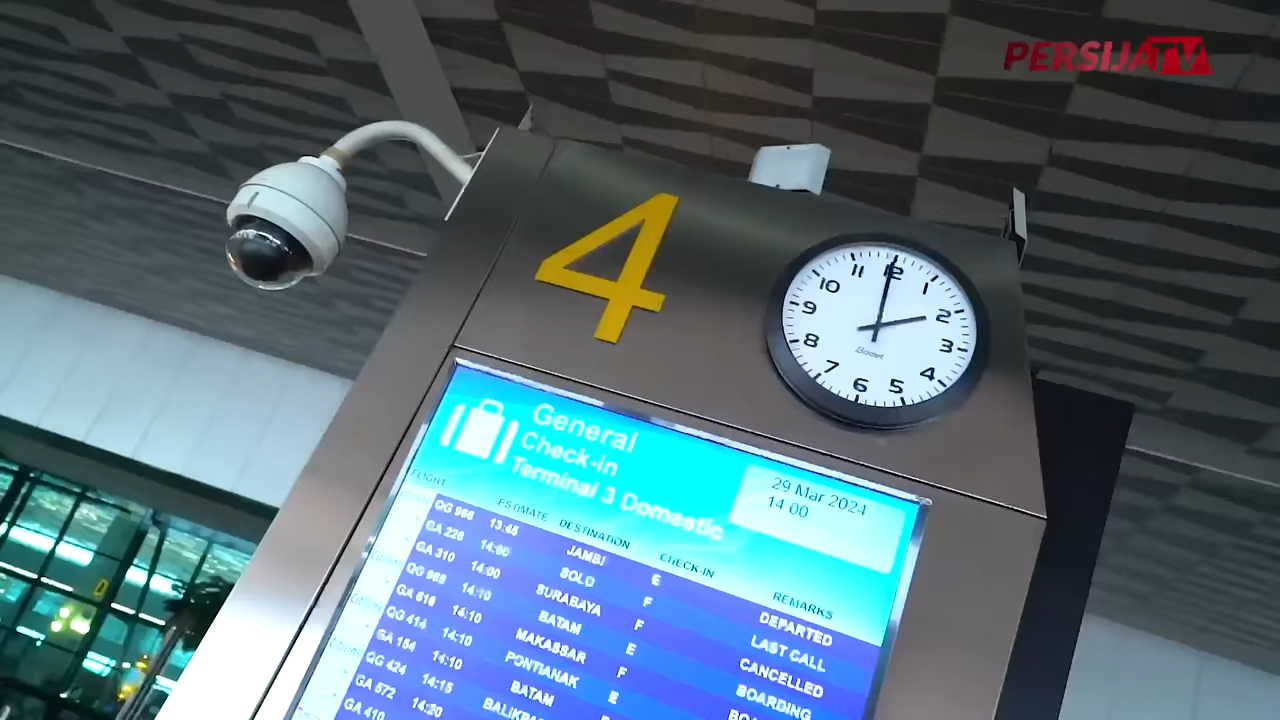 PERSIJA TV
4
11 12 1
10 2
9 3
8 4
7 6 5
Bodet
General
Check-in
Terminal 3 Domestic
29 Mar 2024
14 00
FLIGHT ESTIMATE DESTINATION CHECK-IN REMARKS
QG 966 13:45 JAMBI E DEPARTED
GA 226 14:00 SOLO F LAST CALL
GA 310 14:00 SURABAYA F CANCELLED
QG 969 14:10 BATAM E BOARDING
GA 616 14:10 MAKASSAR F
QG 414 14:10 PONTIANAK E
GA 154 14:10 BATAM
QG 424 14:15
GA 572 14:20
GA 410